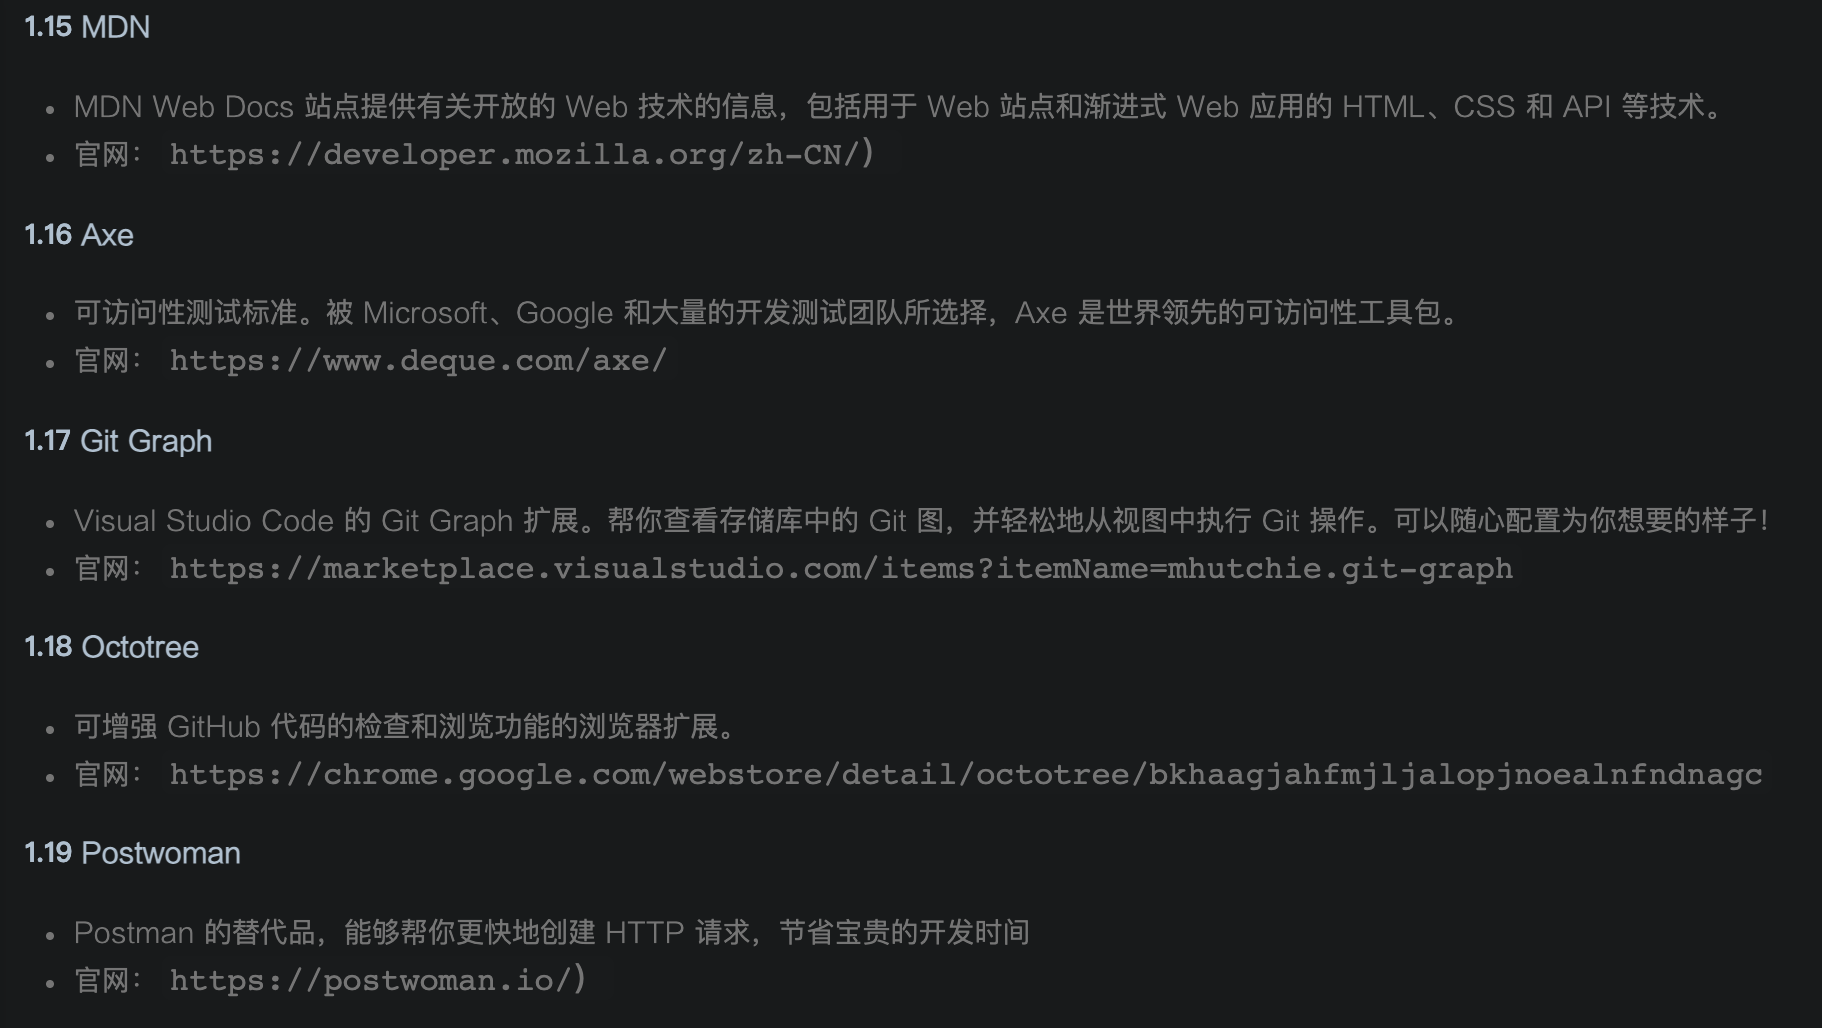 1.15 MDN
• MDN Web Docs 站点提供有关开放的 Web 技术的信息，包括用于 Web 站点和渐进式 Web 应用的 HTML、CSS 和 API 等技术。
• 官网： https://developer.mozilla.org/zh-CN/)
1.16 Axe
• 可访问性测试标准。被 Microsoft、Google 和大量的开发测试团队所选择，Axe 是世界领先的可访问性工具包。
• 官网： https://www.deque.com/axe/
1.17 Git Graph
• Visual Studio Code 的 Git Graph 扩展。帮你查看存储库中的 Git 图，并轻松地从视图中执行 Git 操作。可以随心配置为你想要的样子！
• 官网： https://marketplace.visualstudio.com/items?itemName=mhutchie.git-graph
1.18 Octotree
• 可增强 GitHub 代码的检查和浏览功能的浏览器扩展。
• 官网： https://chrome.google.com/webstore/detail/octotree/bkhaagjahfmjljalopjnoealnfndnagc
1.19 Postwoman
• Postman 的替代品，能够帮你更快地创建 HTTP 请求，节省宝贵的开发时间
• 官网： https://postwoman.io/)